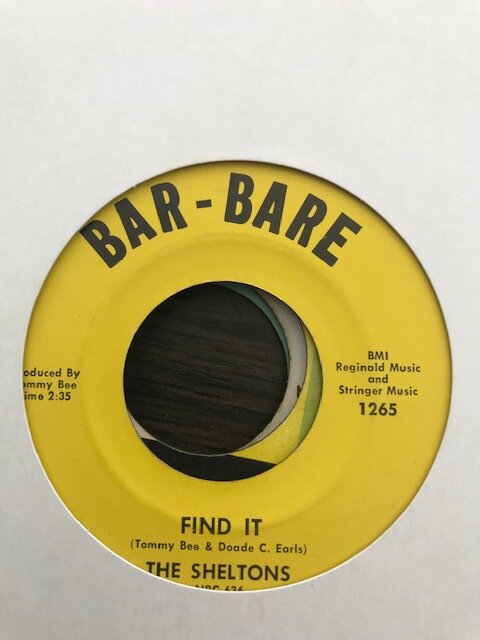 BAR-BARE
oduced By
ommy Bee
ime 2:35
BMI
Reginald Music
and
Stringer Music
1265
FIND IT
(Tommy Bee & Doade C. Earls)
THE SHELTONS